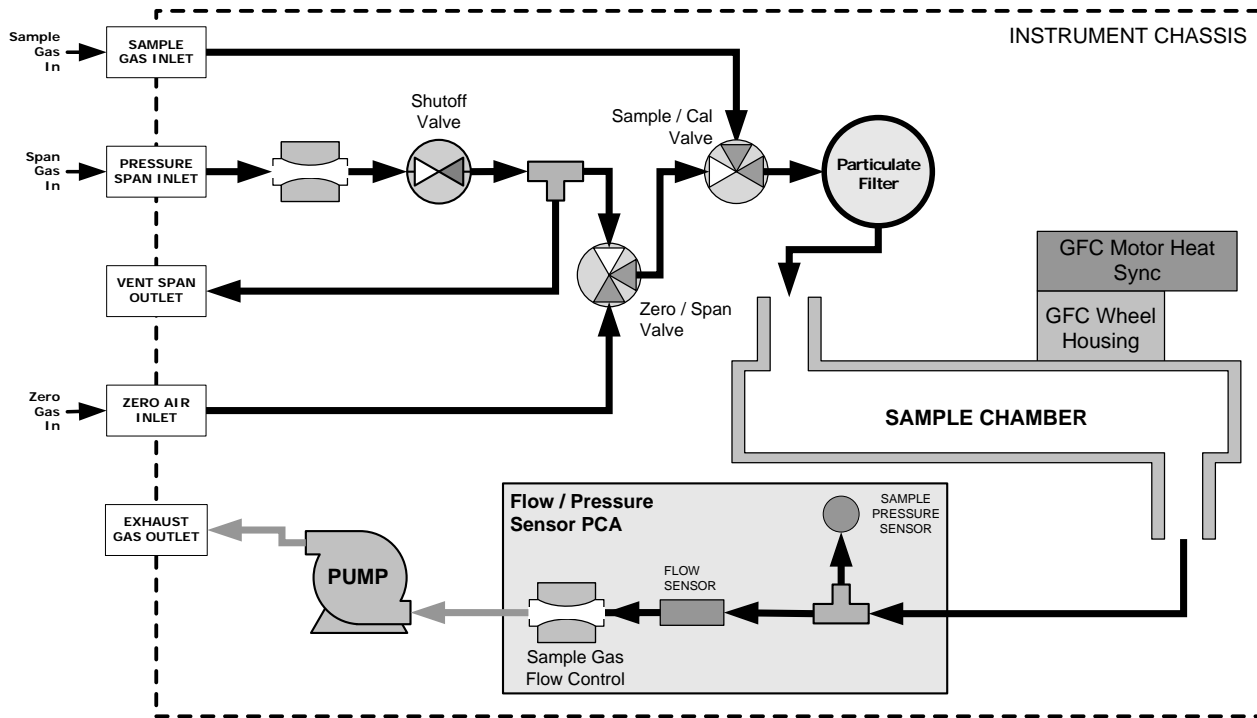 INSTRUMENT CHASSIS
Sample
Gas
In
SAMPLE
GAS INLET
Shutoff
Valve
Sample / Cal
Valve
Span
Gas
In
PRESSURE
SPAN INLET
Particulate
Filter
VENT SPAN
OUTLET
Zero / Span
Valve
GFC Motor Heat
Sync
GFC Wheel
Housing
Zero
Gas
In
ZERO AIR
INLET
SAMPLE CHAMBER
EXHAUST
GAS OUTLET
PUMP
Flow / Pressure
Sensor PCA
SAMPLE
PRESSURE
SENSOR
FLOW
SENSOR
Sample Gas
Flow Control